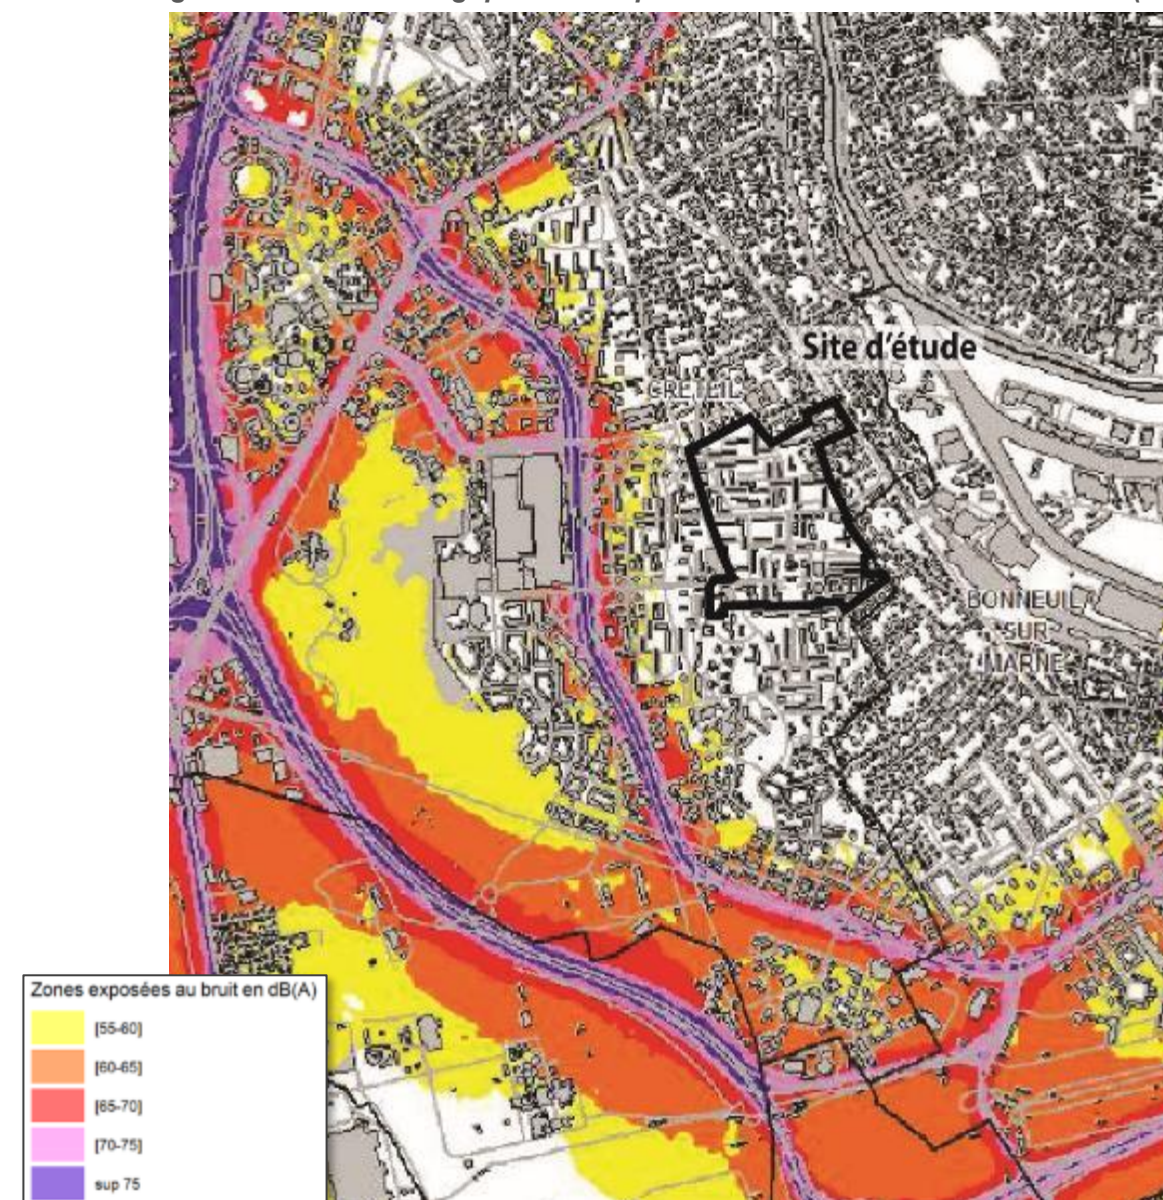 Site d'étude
CRÉTEIL
BONNEUIL
SUR
MARNE
Zones exposées au bruit en dB(A)
[55-60]
[60-65]
[65-70]
[70-75]
sup 75